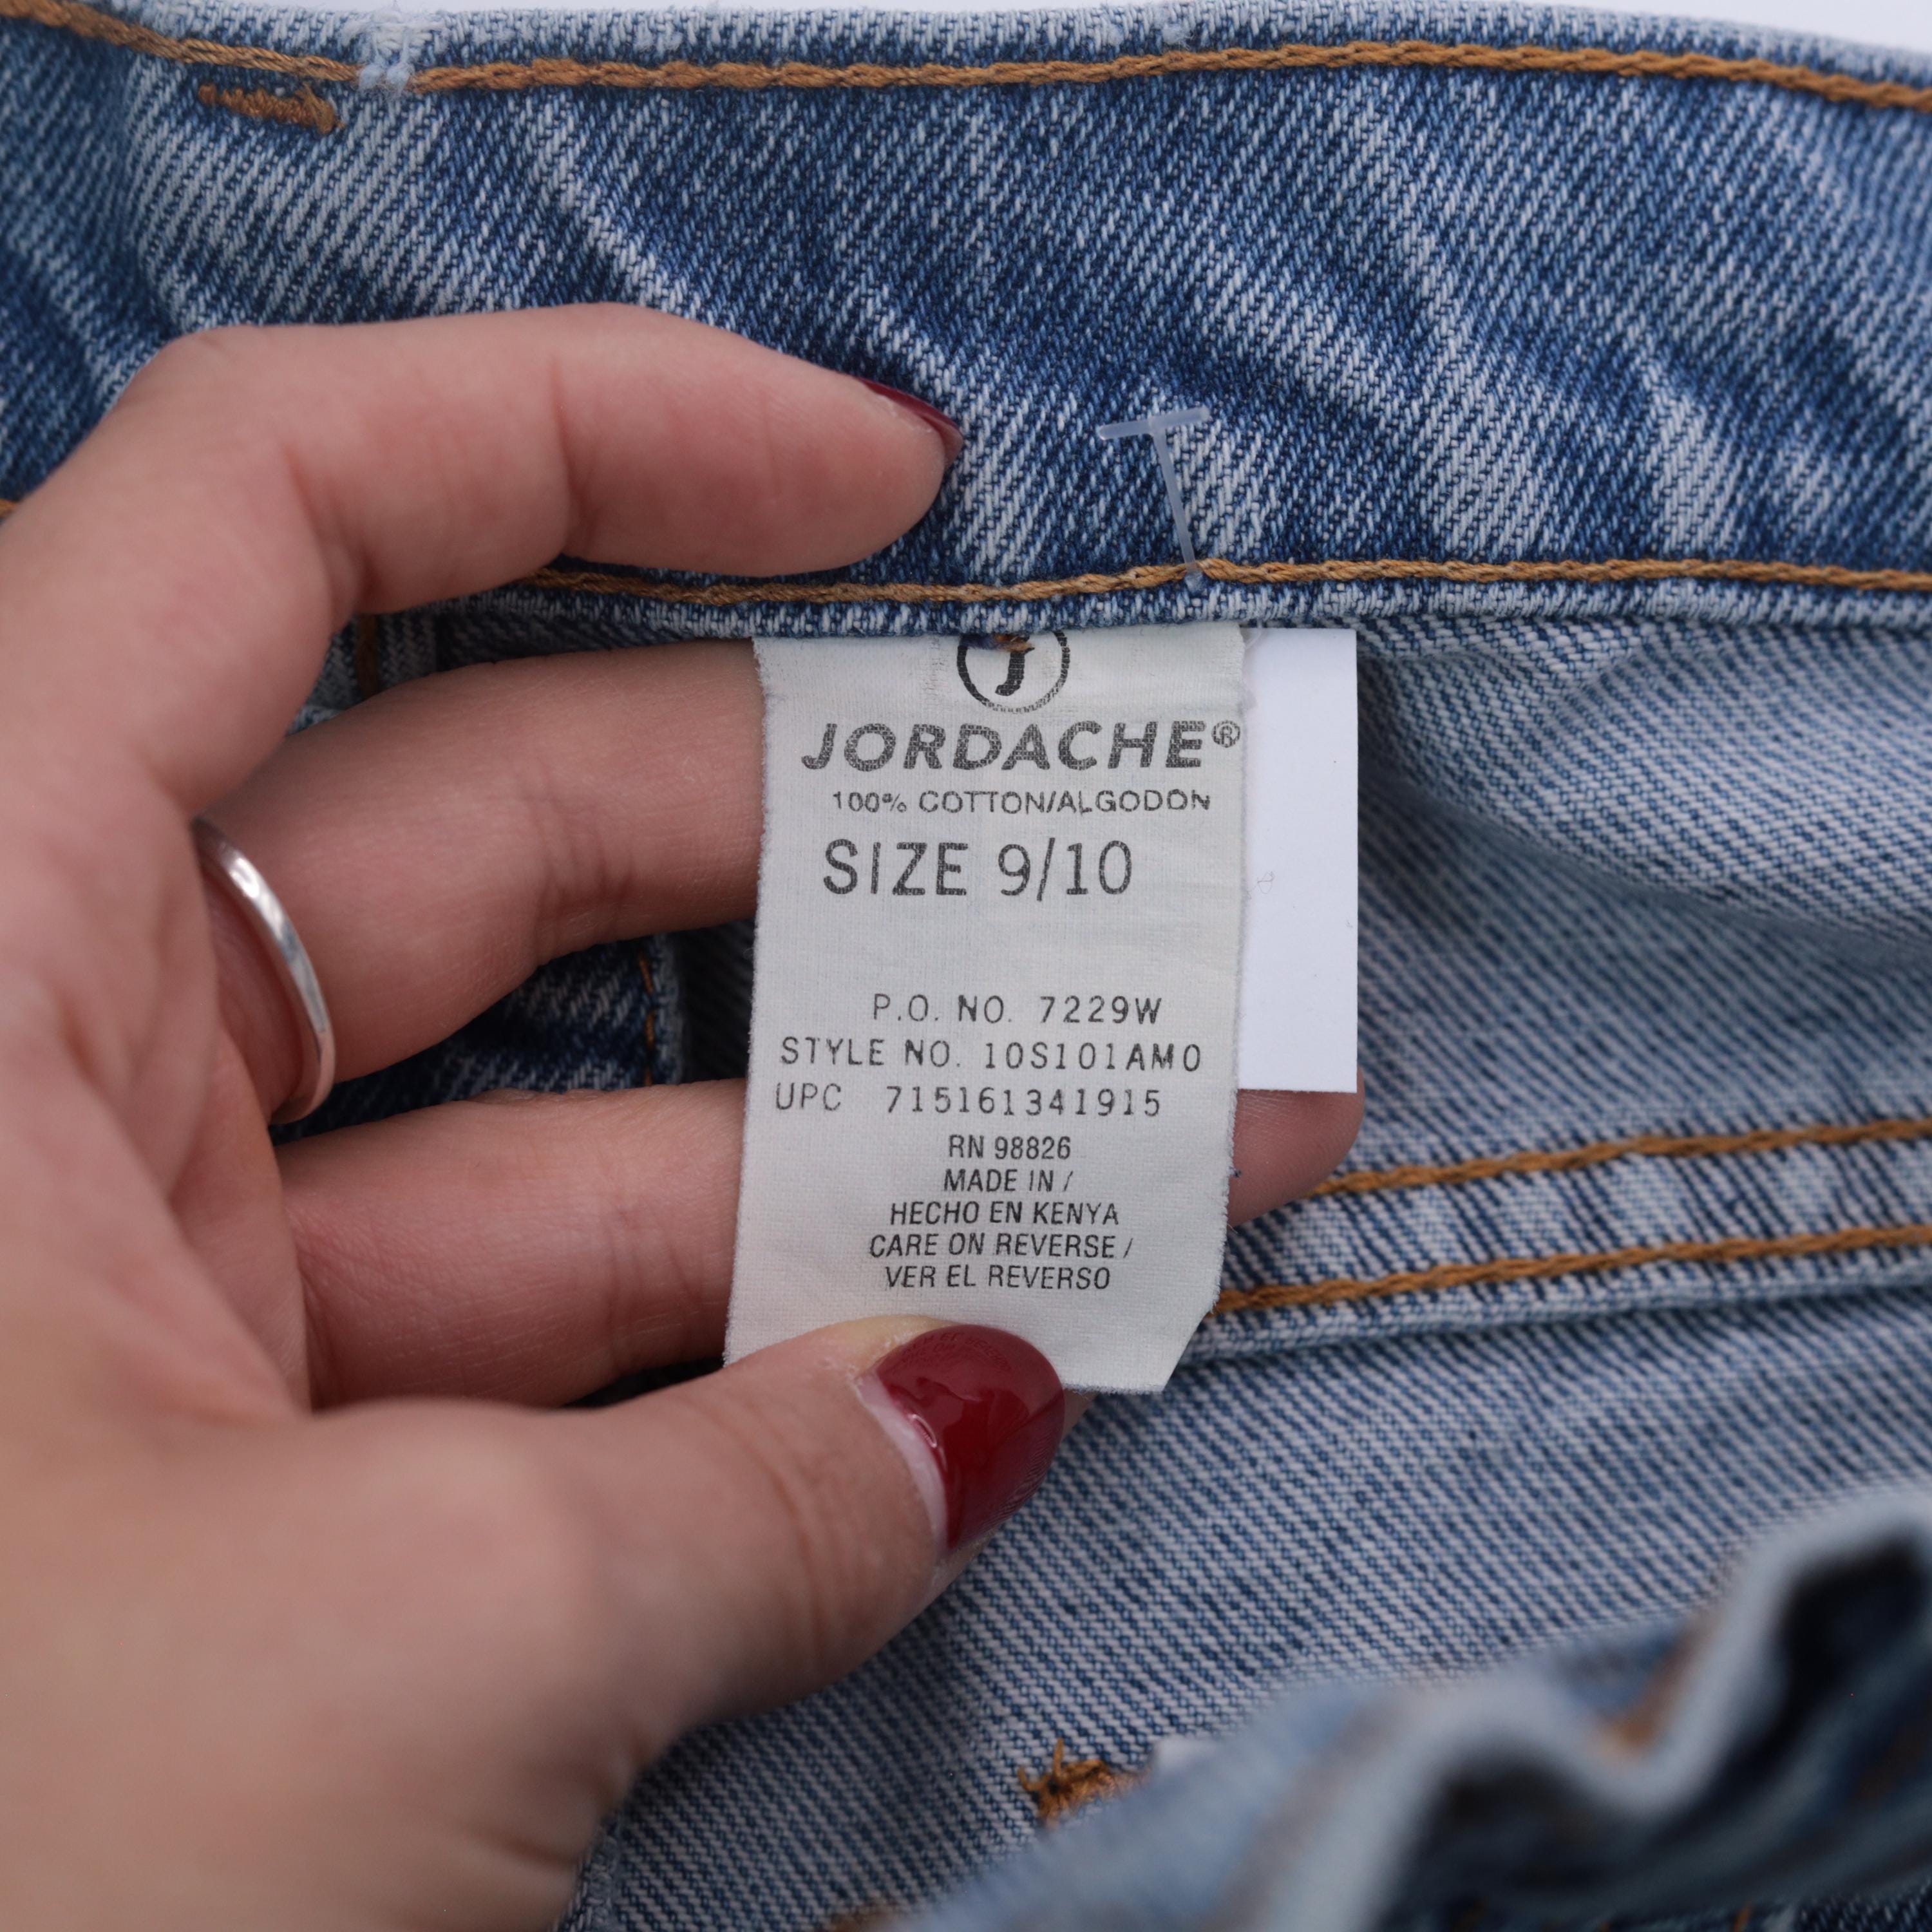 J
JORDACHE®
100% COTTON/ALGODON
SIZE 9/10
P.O. NO. 7229W
STYLE NO. 10S101AM0
UPC 715161341915
RN 98826
MADE IN /
HECHO EN KENYA
CARE ON REVERSE /
VER EL REVERSO